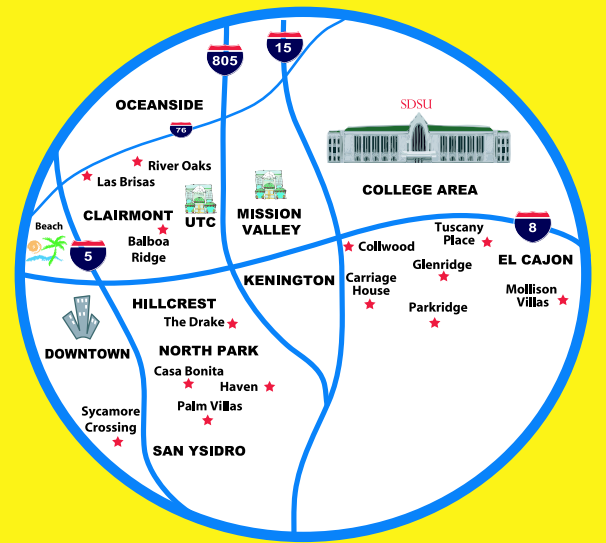 15
805
OCEANSIDE
SDSU
76
River Oaks
Las Brisas
COLLEGE AREA
CLAIRMONT
UTC
MISSION
VALLEY
Beach
Balboa
Ridge
5
8
Tuscany
Place
Collwood
EL CAJON
Glenridge
KENINGTON
Carriage
House
Mollison
Villas
HILLCREST
The Drake
Parkridge
DOWNTOWN
NORTH PARK
Casa Bonita
Haven
Palm Villas
Sycamore
Crossing
SAN YSIDRO